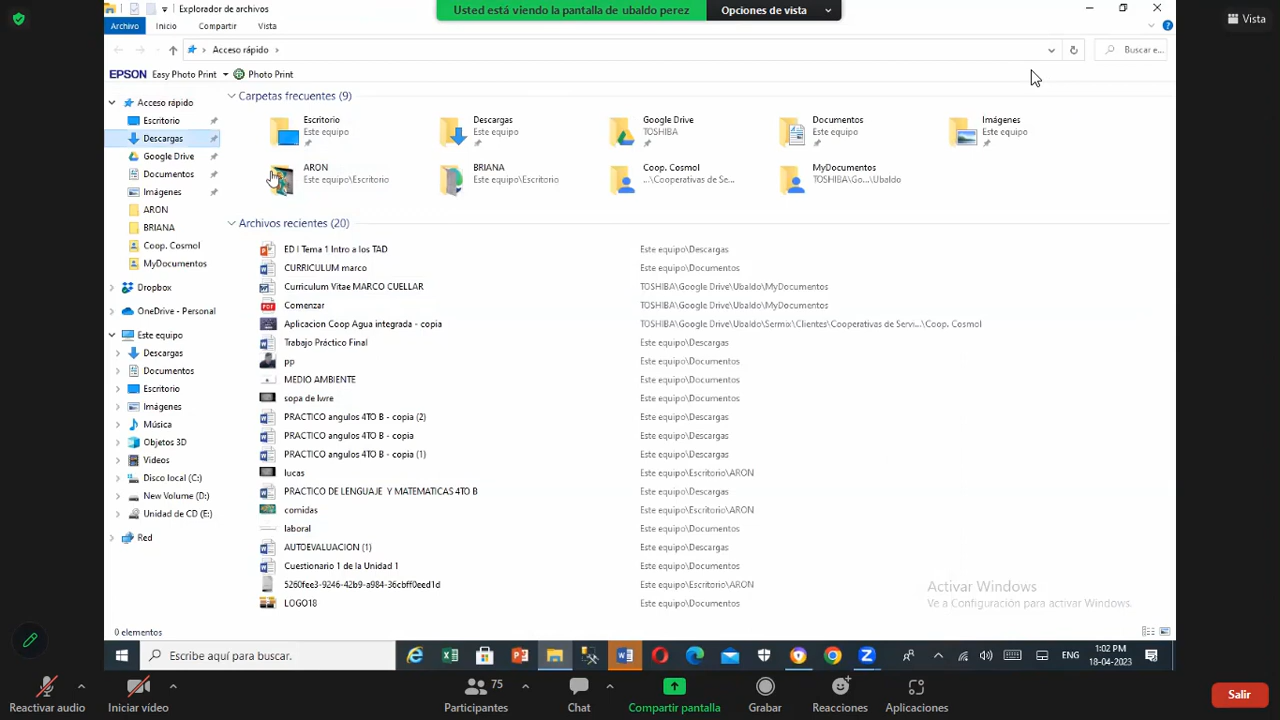 Explorador de archivos
Usted está viendo la pantalla de ubaldo perez
Opciones de vista
Vista
Archivo Inicio Compartir Vista
Acceso rápido
Buscar e...
EPSON Easy Photo Print Photo Print
Acceso rápido
Escritorio
Descargas
Google Drive
Documentos
Imágenes
ARON
BRIANA
Coop. Cosmol
MyDocumentos
Dropbox
OneDrive - Personal
Este equipo
Descargas
Documentos
Escritorio
Imágenes
Música
Objetos 3D
Videos
Disco local (C:)
New Volume (D:)
Unidad de CD (E:)
Red
Carpetas frecuentes (9)
Escritorio
Este equipo
Descargas
Este equipo
Google Drive
TOSHIBA
Documentos
Este equipo
Imágenes
Este equipo
ARON
Este equipo\Escritorio
BRIANA
Este equipo\Escritorio
Coop. Cosmol
...\Cooperativas de Se...
MyDocumentos
TOSHIBA\Go...\Ubaldo
Archivos recientes (20)
ED I Tema 1 Intro a los TAD Este equipo\Descargas
CURRICULUM marco Este equipo\Documentos
Curriculum Vitae MARCO CUELLAR TOSHIBA\Google Drive\Ubaldo\MyDocumentos
Comenzar TOSHIBA\Google Drive\Ubaldo\MyDocumentos
Aplicacion Coop Agua integrada - copia TOSHIBA\Google Drive\Ubaldo\Sermix\Clientes\Cooperativas de Servi...\Coop. Cosmol
Trabajo Práctico Final Este equipo\Descargas
pp Este equipo\Documentos
MEDIO AMBIENTE Este equipo\Documentos
sopa de lvre Este equipo\Documentos
PRACTICO angulos 4TO B - copia (2) Este equipo\Descargas
PRACTICO angulos 4TO B - copia Este equipo\Descargas
PRACTICO angulos 4TO B - copia (1) Este equipo\Descargas
lucas Este equipo\Escritorio\ARON
PRACTICO DE LENGUAJE Y MATEMATICAS 4TO B Este equipo\Descargas
comidas Este equipo\Escritorio\ARON
laboral Este equipo\Documentos
AUTOEVALUACION (1) Este equipo\Descargas
Cuestionario 1 de la Unidad 1 Este equipo\Documentos
5260fee3-9246-42b9-a984-36cbff0eed1d Este equipo\Escritorio\ARON
LOGO18 Este equipo\Documentos
Activar Windows
Ve a Configuración para activar Windows.
0 elementos
Escribe aquí para buscar.
ENG
1:02 PM
18-04-2023
Reactivar audio
Iniciar vídeo
75
Participantes
Chat
Compartir pantalla
Grabar
Reacciones
Aplicaciones
Salir